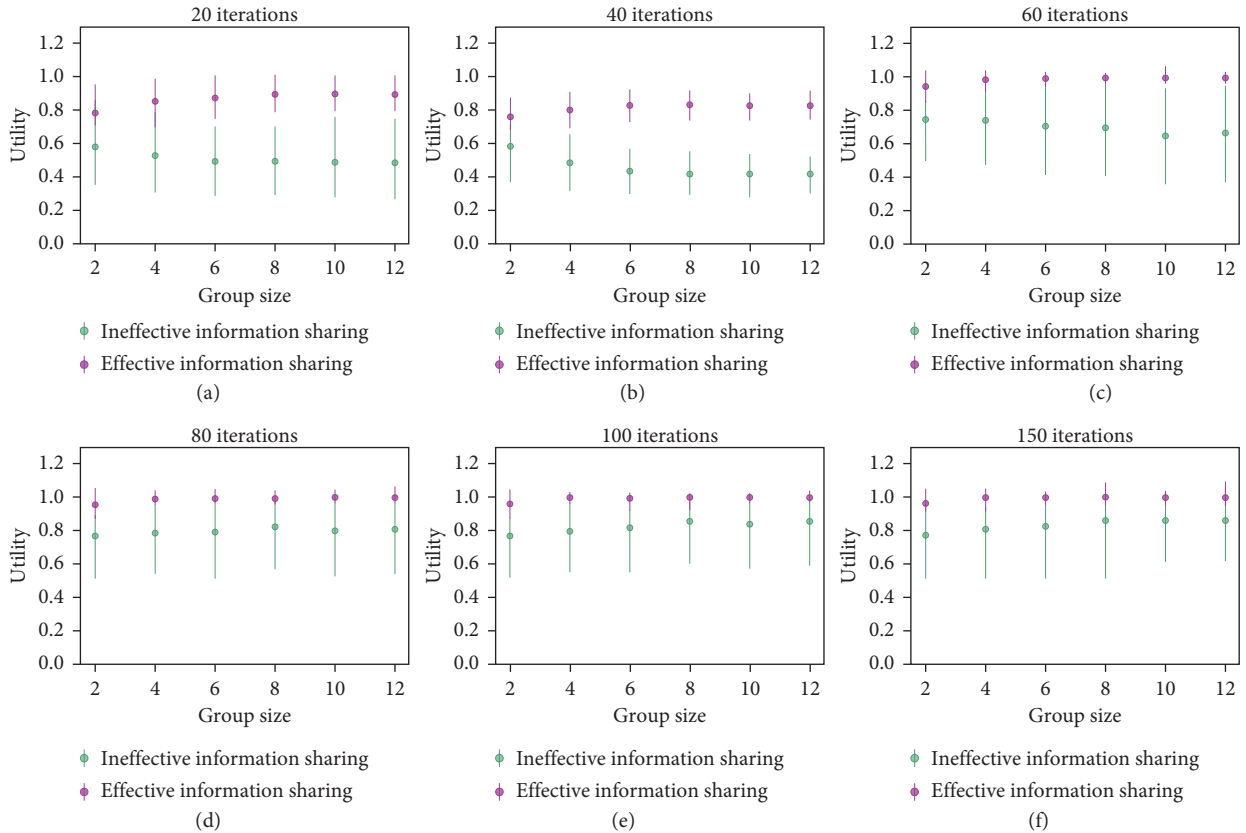 20 iterations
1.2
1.0
0.8
0.6
0.4
0.2
0.0
Utility
2 4 6 8 10 12
Group size
Ineffective information sharing
Effective information sharing
(a)
40 iterations
1.2
1.0
0.8
0.6
0.4
0.2
0.0
Utility
2 4 6 8 10 12
Group size
Ineffective information sharing
Effective information sharing
(b)
60 iterations
1.2
1.0
0.8
0.6
0.4
0.2
0.0
Utility
2 4 6 8 10 12
Group size
Ineffective information sharing
Effective information sharing
(c)
80 iterations
1.2
1.0
0.8
0.6
0.4
0.2
0.0
Utility
2 4 6 8 10 12
Group size
Ineffective information sharing
Effective information sharing
(d)
100 iterations
1.2
1.0
0.8
0.6
0.4
0.2
0.0
Utility
2 4 6 8 10 12
Group size
Ineffective information sharing
Effective information sharing
(e)
150 iterations
1.2
1.0
0.8
0.6
0.4
0.2
0.0
Utility
2 4 6 8 10 12
Group size
Ineffective information sharing
Effective information sharing
(f)